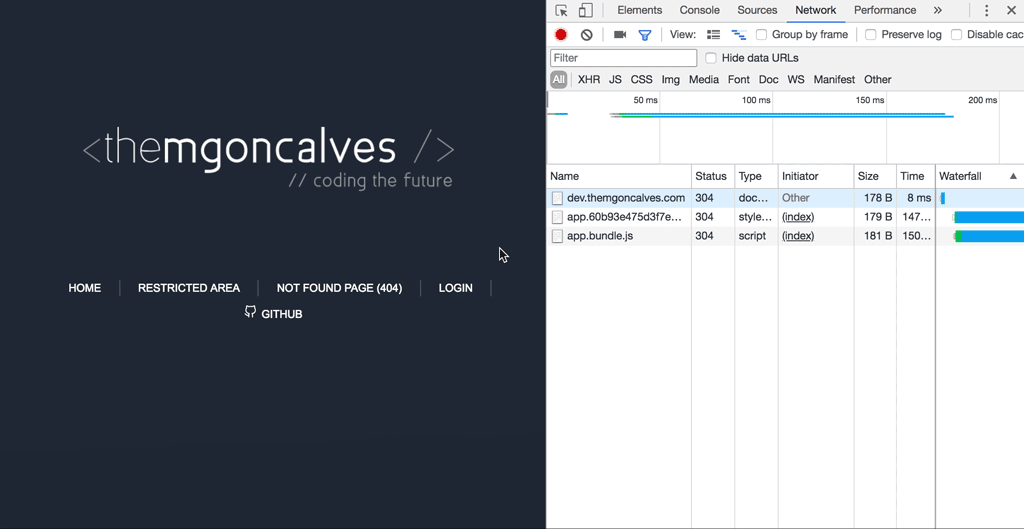 <themgoncalves />
// coding the future
HOME
RESTRICTED AREA
NOT FOUND PAGE (404)
LOGIN
GITHUB
Elements Console Sources Network Performance »
View: Group by frame Preserve log Disable cac
Filter Hide data URLs
All XHR JS CSS Img Media Font Doc WS Manifest Other
50 ms 100 ms 150 ms 200 ms
Name Status Type Initiator Size Time Waterfall
dev.themgoncalves.com 304 doc... Other 178 B 8 ms
app.60b93e475d3f7e... 304 style... (index) 179 B 147...
app.bundle.js 304 script (index) 181 B 150...